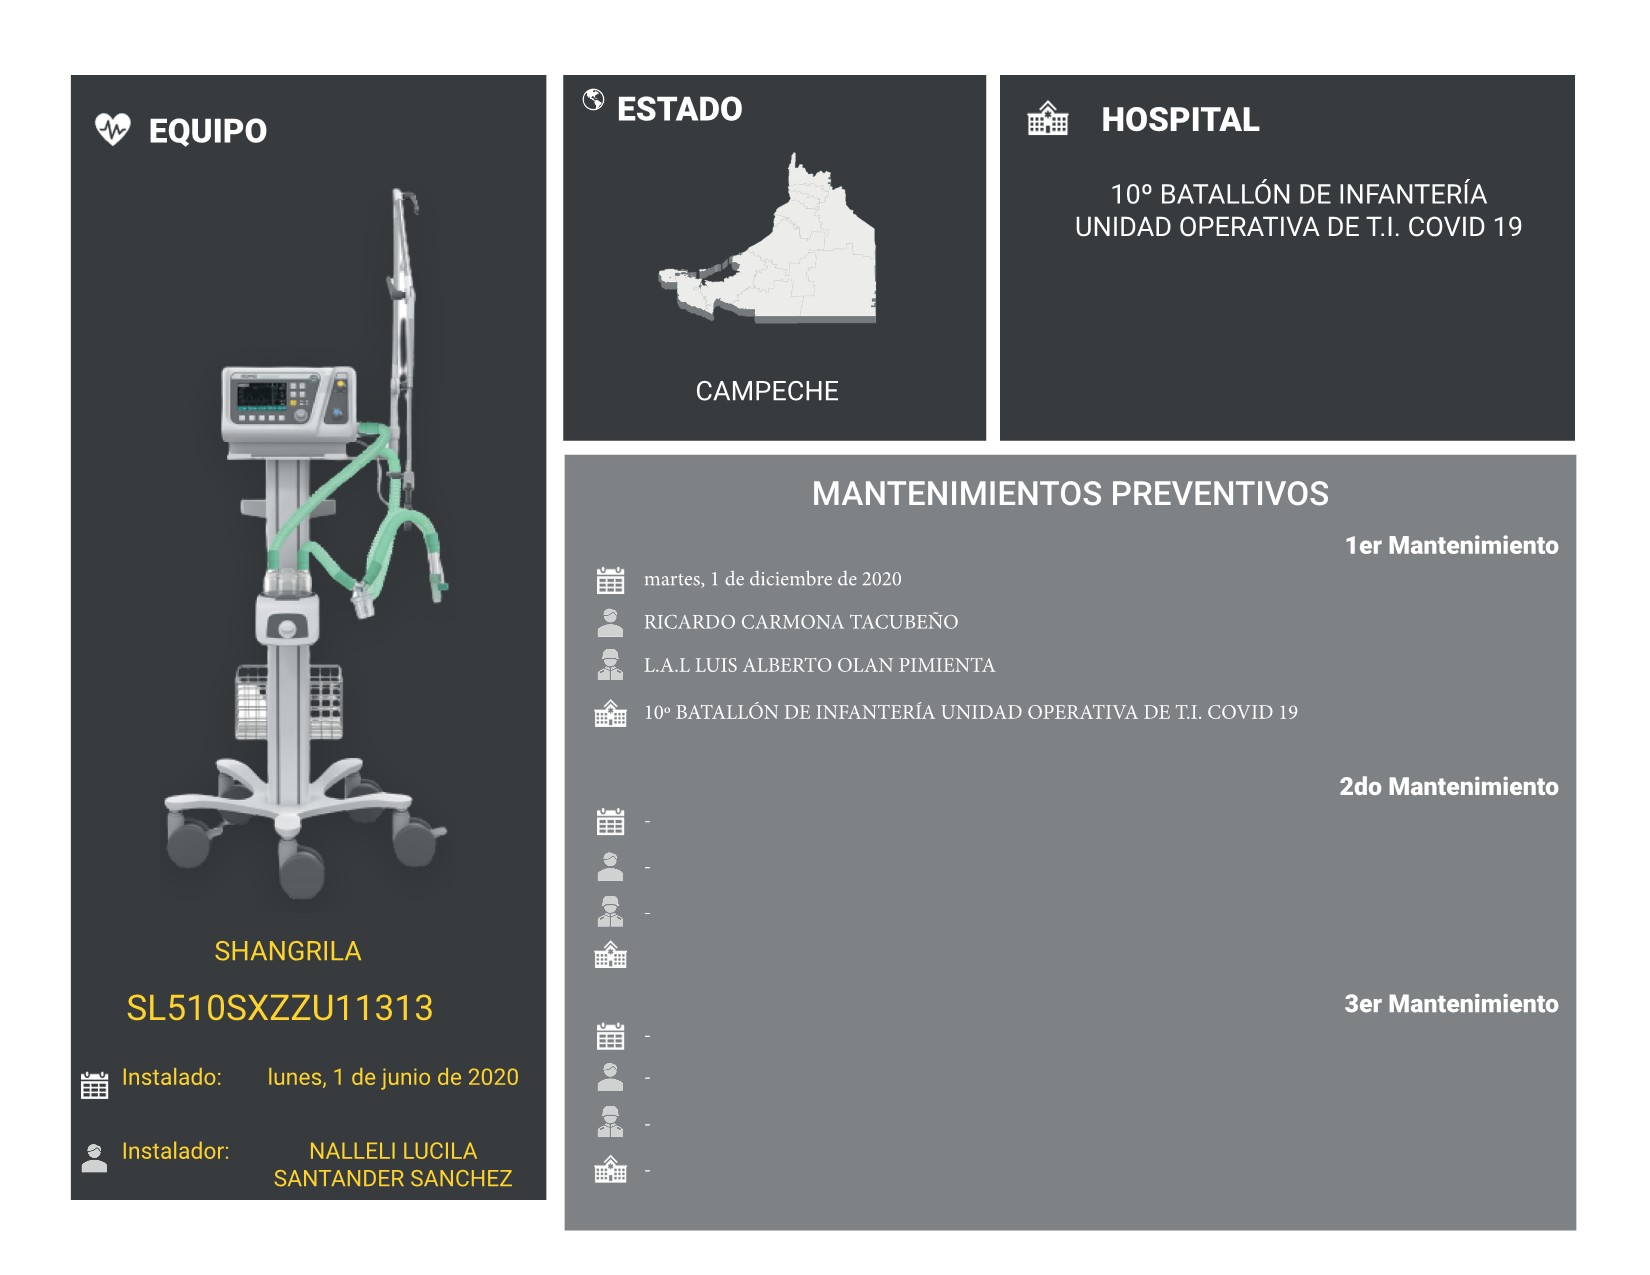 EQUIPO
SHANGRILA
SL510SXZZU11313
Instalado: lunes, 1 de junio de 2020
Instalador: NALLELI LUCILA
SANTANDER SANCHEZ
ESTADO
CAMPECHE
HOSPITAL
10º BATALLÓN DE INFANTERÍA
UNIDAD OPERATIVA DE T.I. COVID 19
MANTENIMIENTOS PREVENTIVOS
1er Mantenimiento
martes, 1 de diciembre de 2020
RICARDO CARMONA TACUBEÑO
L.A.L LUIS ALBERTO OLAN PIMIENTA
10º BATALLÓN DE INFANTERÍA UNIDAD OPERATIVA DE T.I. COVID 19
2do Mantenimiento
-
-
-
3er Mantenimiento
-
-
-
-